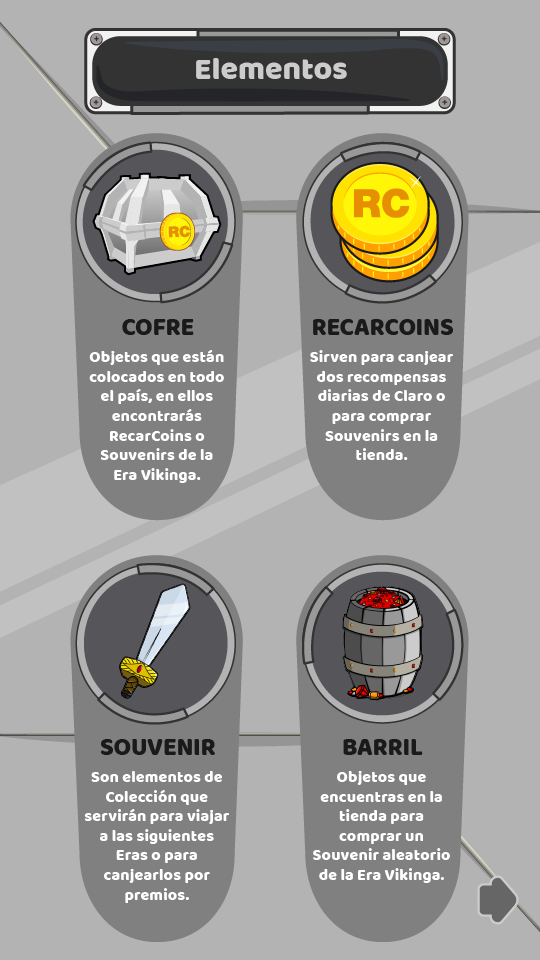 Elementos
RC
COFRE
Objetos que están
colocados en todo
el país, en ellos
encontrarás
RecarCoins o
Souvenirs de la
Era Vikinga.
RC
RECARCOINS
Sirven para canjear
dos recompensas
diarias de Claro o
para comprar
Souvenirs en la
tienda.
SOUVENIR
Son elementos de
Colección que
servirán para viajar
a las siguientes
Eras o para
canjearlos por
premios.
BARRIL
Objetos que
encuentras en la
tienda para
comprar un
Souvenir aleatorio
de la Era Vikinga.